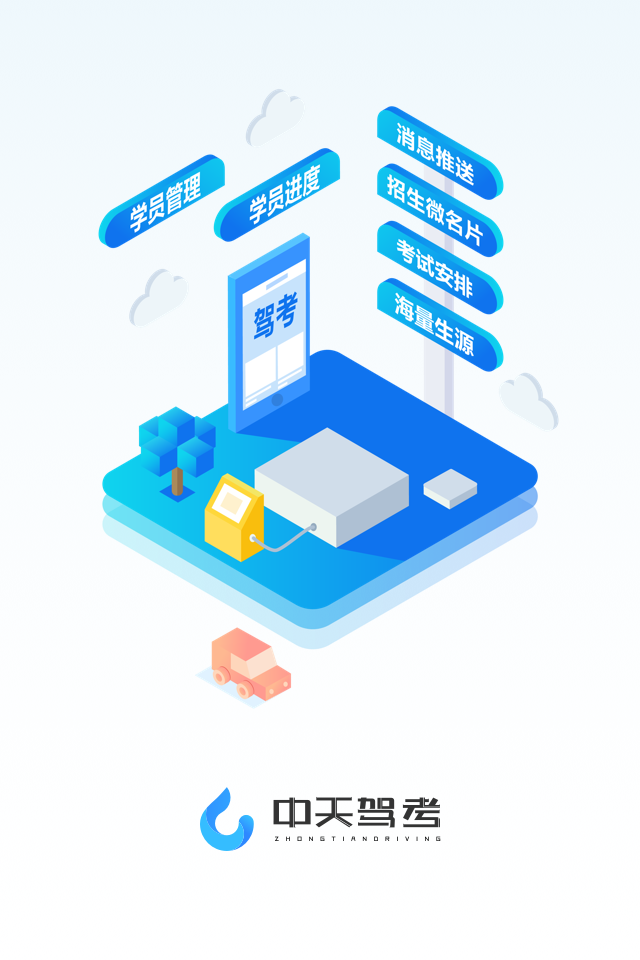 学员管理
学员进度
消息推送
招生微名片
考试安排
海量生源
驾考
中天驾考
ZHONGTIANDRIVING